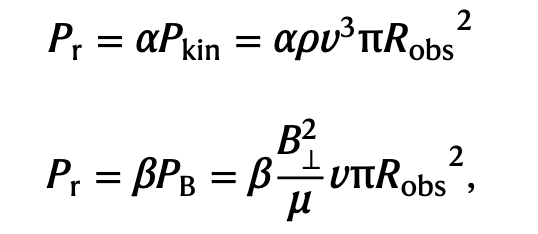 P_r = αP_kin = αρv³πR_obs²
P_r = βP_B = β B_⊥²/μ vπR_obs²,